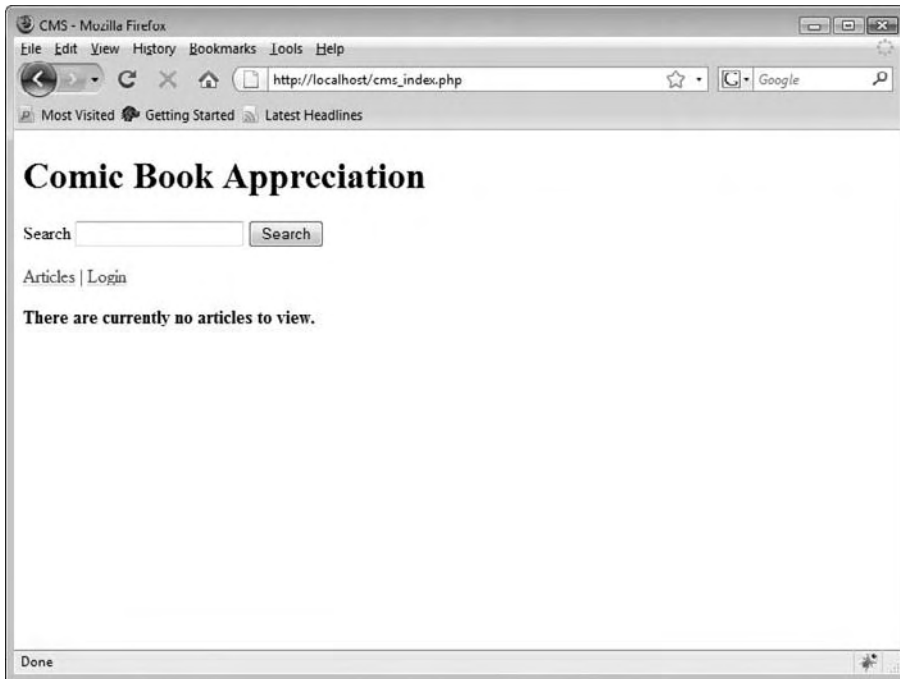 CMS - Mozilla Firefox
File Edit View History Bookmarks Tools Help
http://localhost/cms_index.php
G Google
Most Visited Getting Started Latest Headlines
Comic Book Appreciation
Search Search
Articles | Login
There are currently no articles to view.
Done